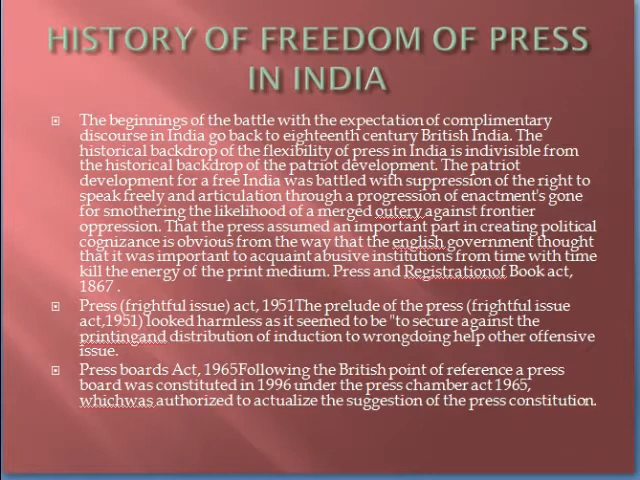 HISTORY OF FREEDOM OF PRESS
IN INDIA
The beginnings of the battle with the expectation of complimentary
discourse in India go back to eighteenth century British India. The
historical backdrop of the flexibility of press in India is indivisible from
the historical backdrop of the patriot development. The patriot
development for a free India was battled with suppression of the right to
speak freely and articulation through a progression of enactment's gone
for smothering the likelihood of a merged outery against frontier
oppression. That the press assumed an important part in creating political
cognizance is obvious from the way that the english government thought
that it was important to acquaint abusive institutions from time with time
kill the energy of the print medium. Press and Registrationof Book act,
1867 .
Press (frightful issue) act, 1951The prelude of the press (frightful issue
act,1951) looked harmless as it seemed to be "to secure against the
printingand distribution of induction to wrongdoing help other offensive
issue.
Press boards Act, 1965Following the British point of reference a press
board was constituted in 1996 under the press chamber act 1965,
whichwas authorized to actualize the suggestion of the press constitution.